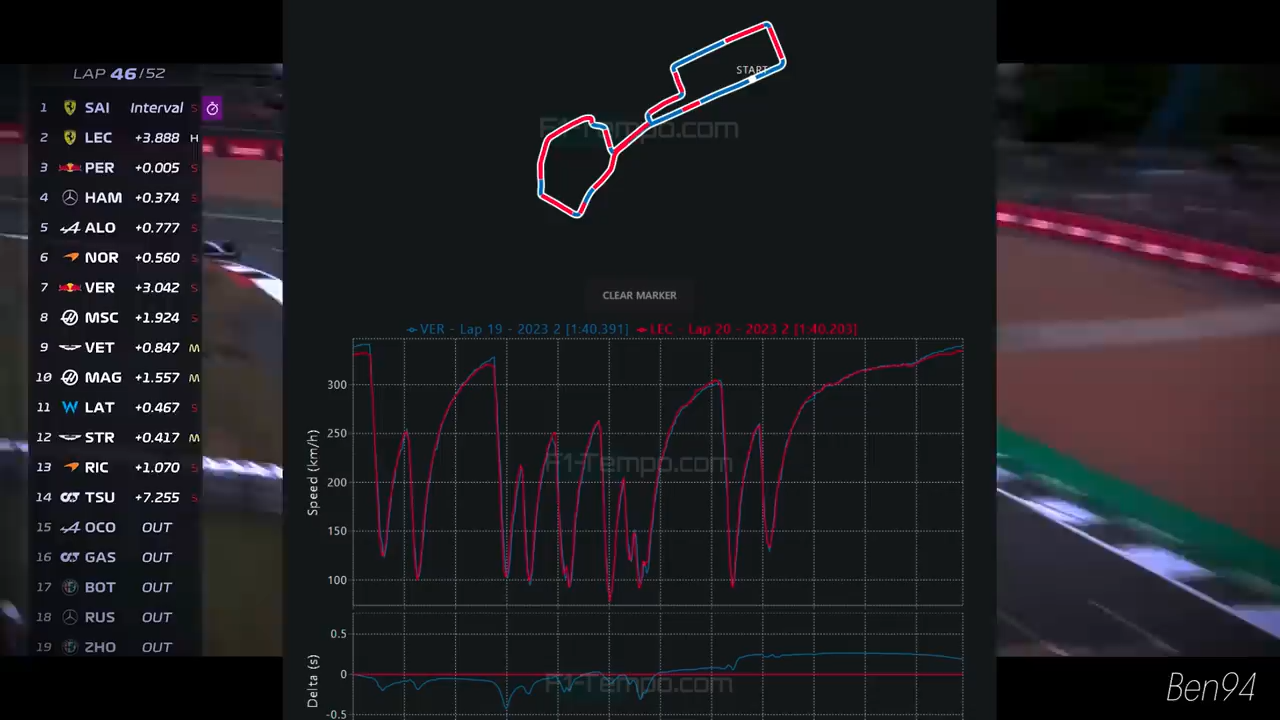 LAP 46/52
1 SAI Interval S
2 LEC +3.888 H
3 PER +0.005 S
4 HAM +0.374 S
5 ALO +0.777 S
6 NOR +0.560 S
7 VER +3.042 S
8 MSC +1.924 S
9 VET +0.847 M
10 MAG +1.557 M
11 LAT +0.467 S
12 STR +0.417 M
13 RIC +1.070 S
14 TSU +7.255 S
15 OCO OUT
16 GAS OUT
17 BOT OUT
18 RUS OUT
19 ZHO OUT
START
F1-Tempo.com
CLEAR MARKER
VER - Lap 19 - 2023 2 [1:40.391] LEC - Lap 20 - 2023 2 [1:40.203]
Speed (km/h)
300
250
200
150
100
F1-Tempo.com
Delta (s)
0.5
0
-0.5
F1-Tempo.com
Ben94